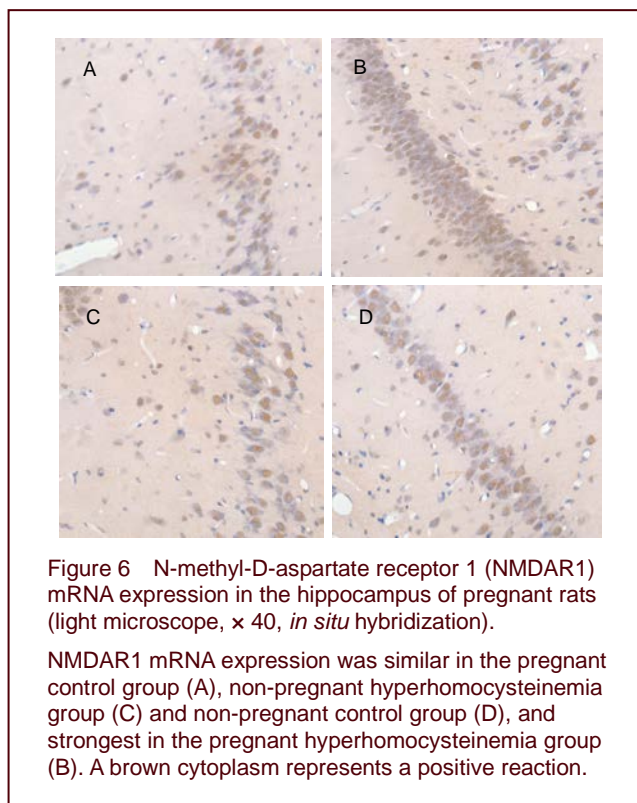 A
B
C
D
Figure 6 N-methyl-D-aspartate receptor 1 (NMDAR1)
mRNA expression in the hippocampus of pregnant rats
(light microscope, × 40, in situ hybridization).
NMDAR1 mRNA expression was similar in the pregnant
control group (A), non-pregnant hyperhomocysteinemia
group (C) and non-pregnant control group (D), and
strongest in the pregnant hyperhomocysteinemia group
(B). A brown cytoplasm represents a positive reaction.